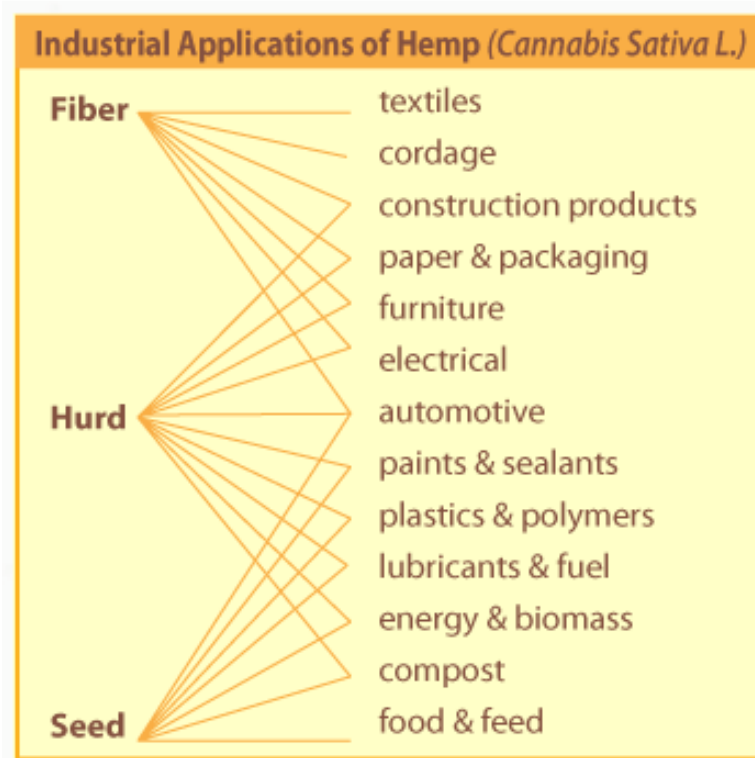 Industrial Applications of Hemp (Cannabis Sativa L.)
Fiber
textiles
cordage
construction products
paper & packaging
furniture
electrical
Hurd
automotive
paints & sealants
plastics & polymers
lubricants & fuel
energy & biomass
compost
Seed
food & feed